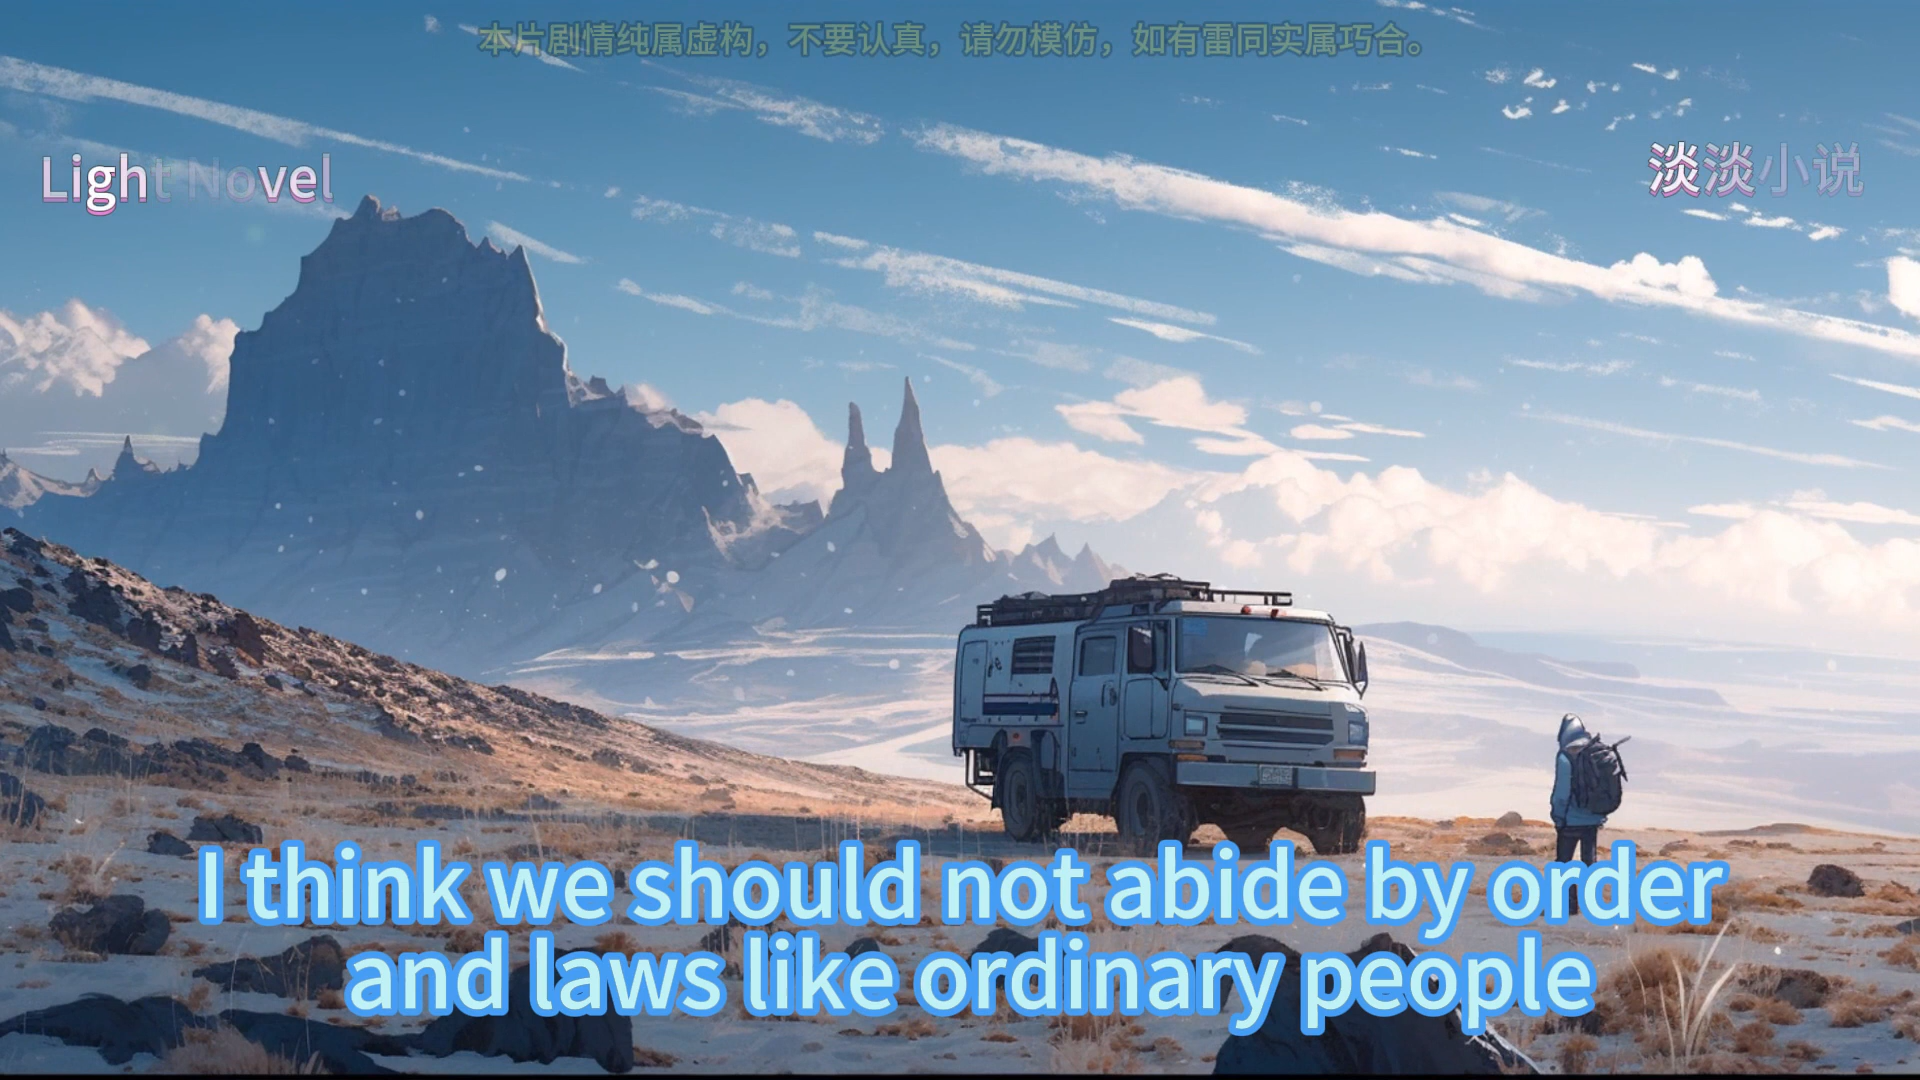 本片剧情纯属虚构，不要认真，请勿模仿，如有雷同实属巧合。
Light Novel
淡淡小说
I think we should not abide by order
and laws like ordinary people